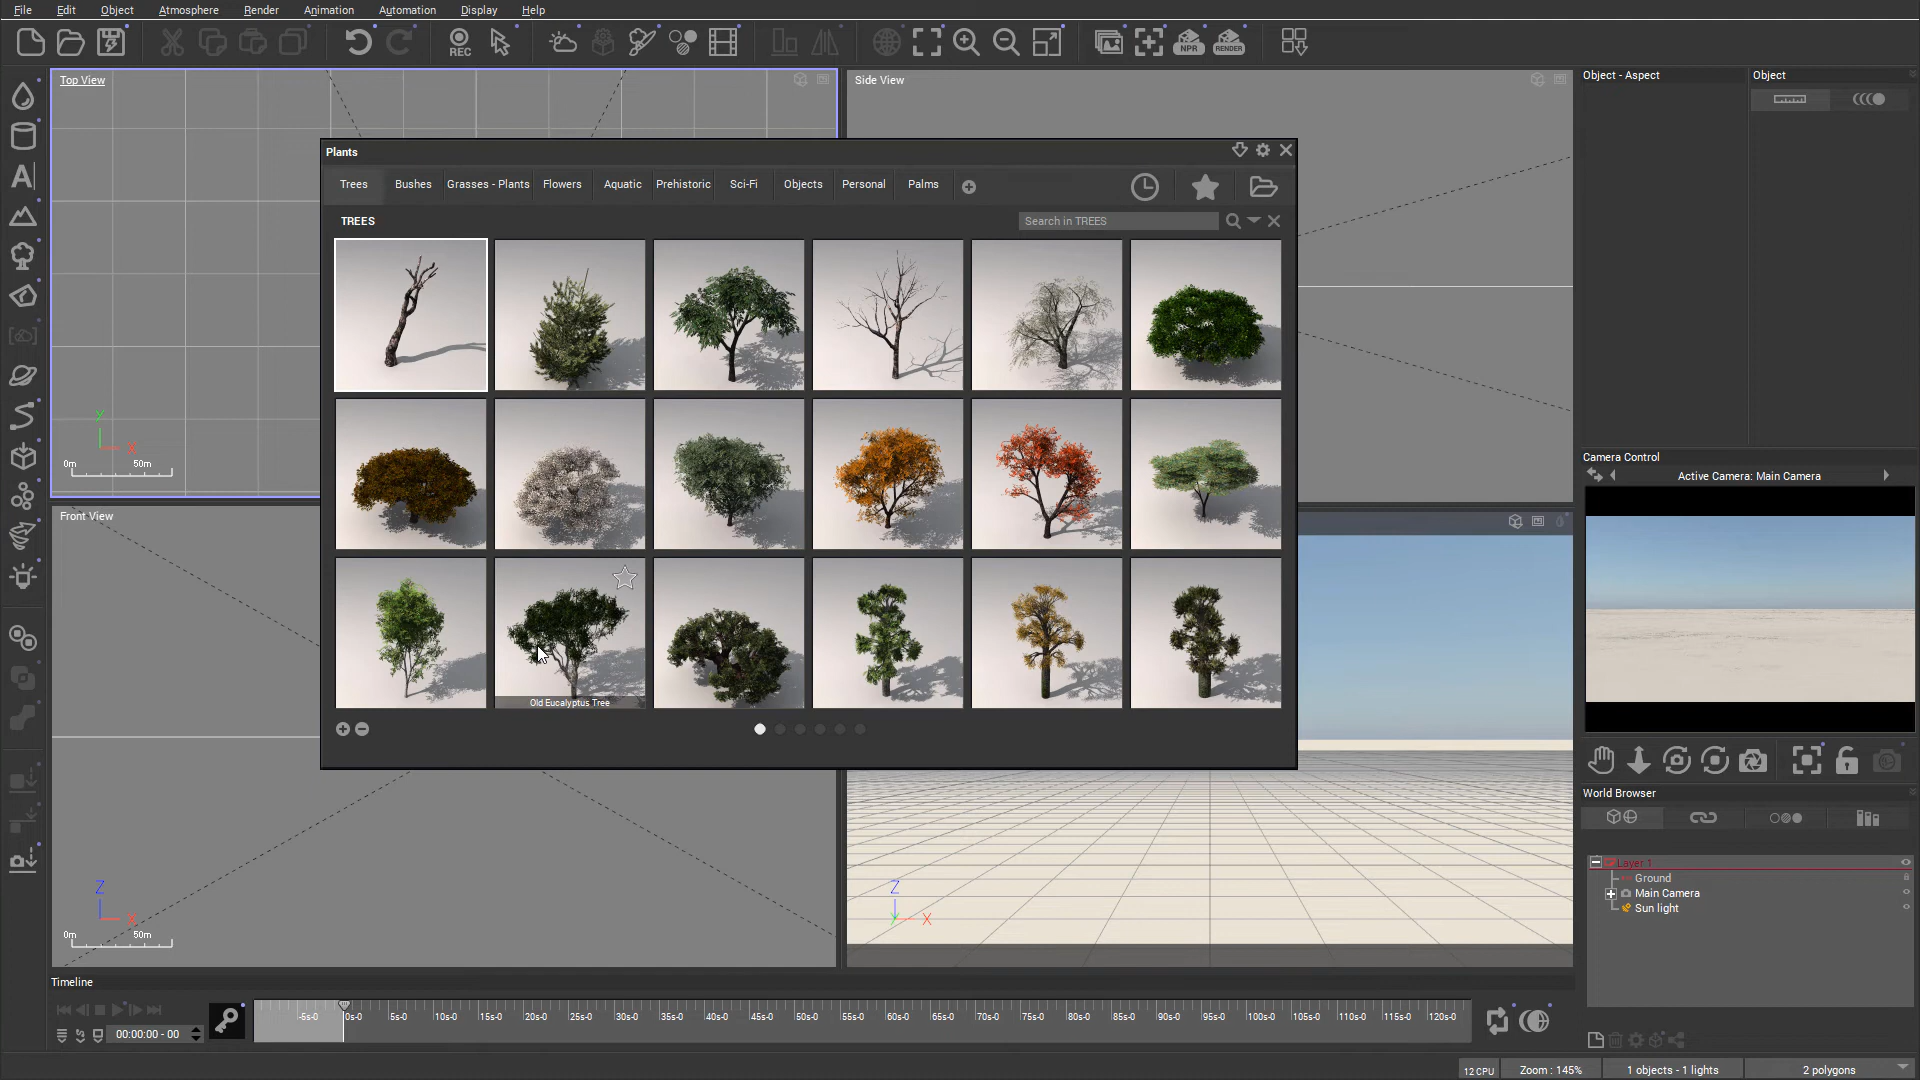 File Edit Object Atmosphere Render Animation Automation Display Help
REC NPR RENDER
Top View
Side View
Object - Aspect
Object
Plants
Trees Bushes Grasses - Plants Flowers Aquatic Prehistoric Sci-Fi Objects Personal Palms
TREES
Search in TREES
Old Eucalyptus Tree
Y
X
0m 50m
Front View
Z
X
0m 50m
Z
Y X
Camera Control
Active Camera: Main Camera
World Browser
Layer 1
Ground
Main Camera
Sun light
Timeline
-5s-0 0s-0 5s-0 10s-0 15s-0 20s-0 25s-0 30s-0 35s-0 40s-0 45s-0 50s-0 55s-0 60s-0 65s-0 70s-0 75s-0 80s-0 85s-0 90s-0 95s-0 100s-0 105s-0 110s-0 115s-0 120s-0
00:00:00 - 00
12 CPU Zoom : 145% 1 objects - 1 lights 2 polygons